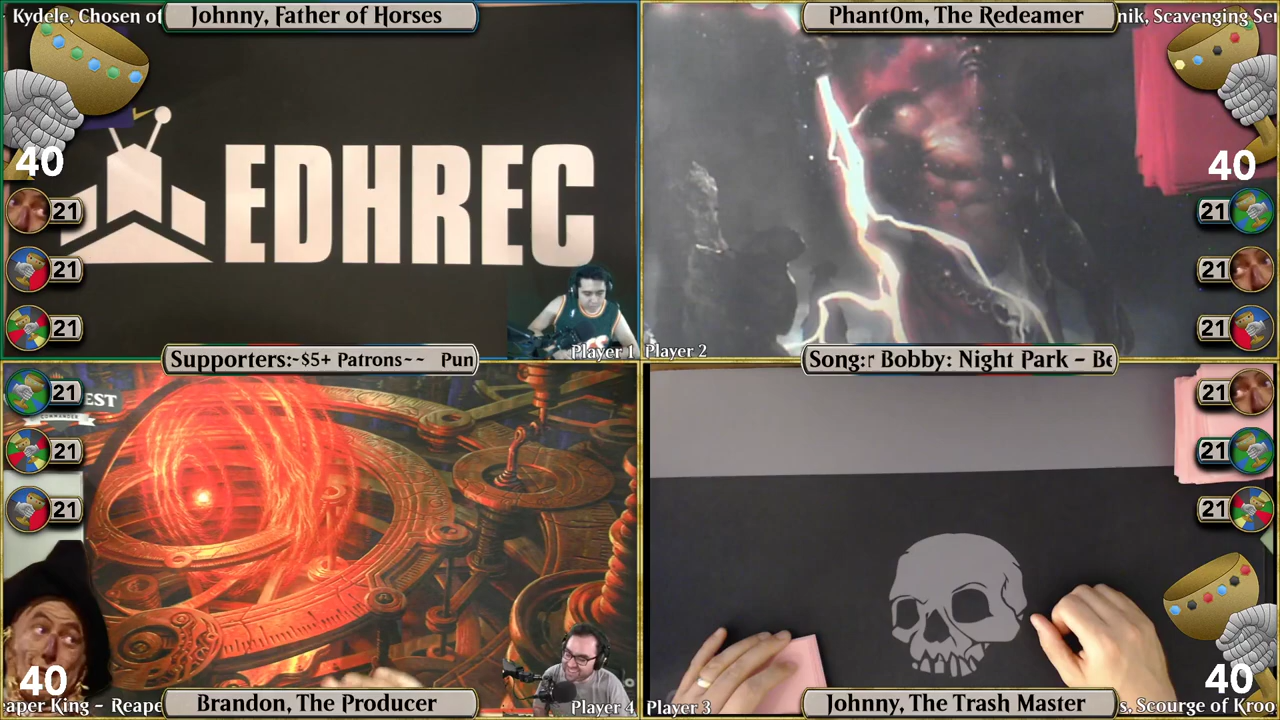 Kydele, Chosen of
Johnny, Father of Horses
Phant0m, The Redeamer
nik, Scavenging Ser
40
40
EDHREC
21
21
21
21
21
21
Supporters:~$5+ Patrons~~ Pun
Player 1
Player 2
Song:r Bobby: Night Park - Be
21
EST
COMMANDER
21
21
21
21
21
40
40
aper King - Reape
Brandon, The Producer
Player 4
Player 3
Johnny, The Trash Master
s, Scourge of Kroo